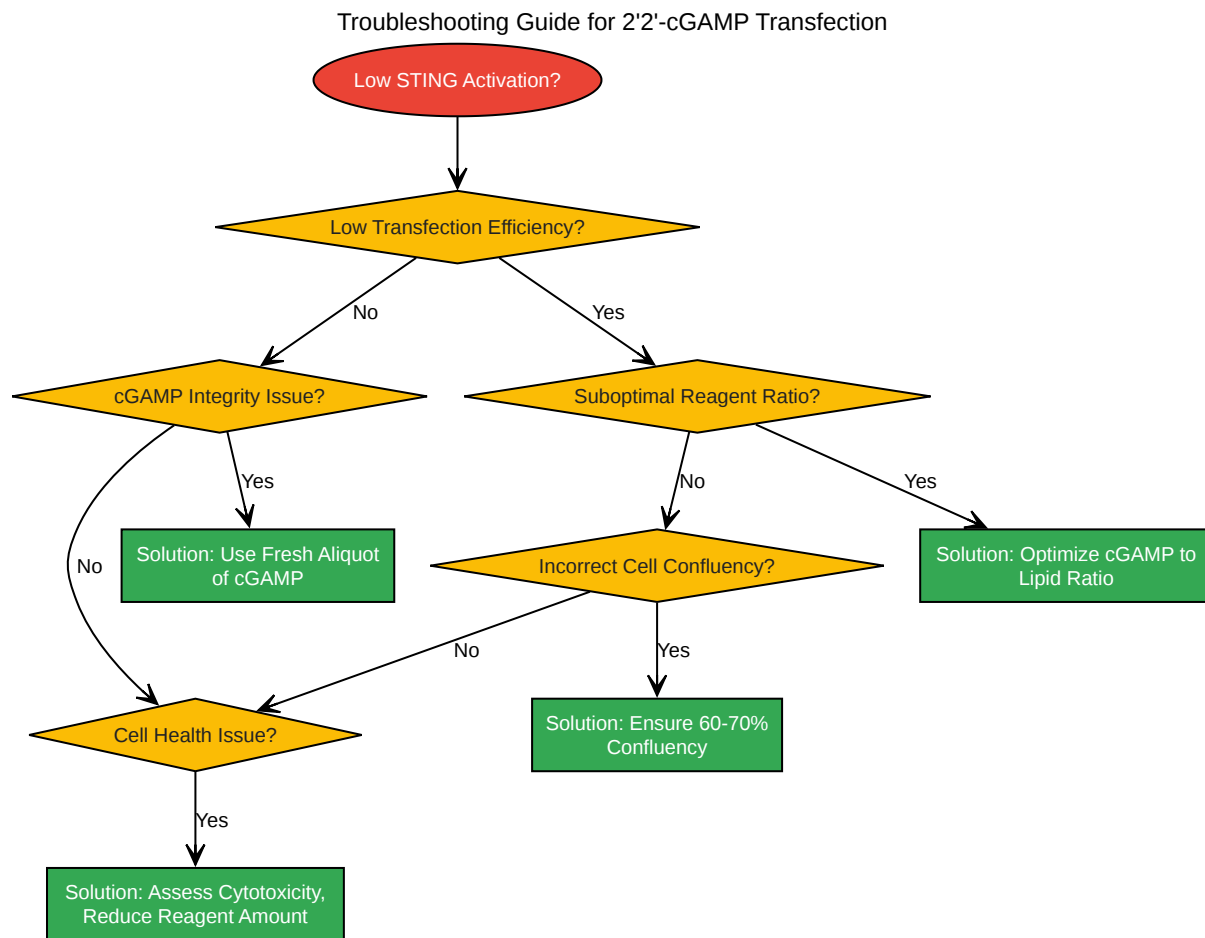 Troubleshooting Guide for 2'2'-cGAMP Transfection
Low STING Activation?
Low Transfection Efficiency?
No
Yes
cGAMP Integrity Issue?
Suboptimal Reagent Ratio?
Yes
No
Yes
No
Solution: Use Fresh Aliquot
of cGAMP
Incorrect Cell Confluency?
Solution: Optimize cGAMP to
Lipid Ratio
No
Yes
Cell Health Issue?
Solution: Ensure 60-70%
Confluency
Yes
Solution: Assess Cytotoxicity,
Reduce Reagent Amount